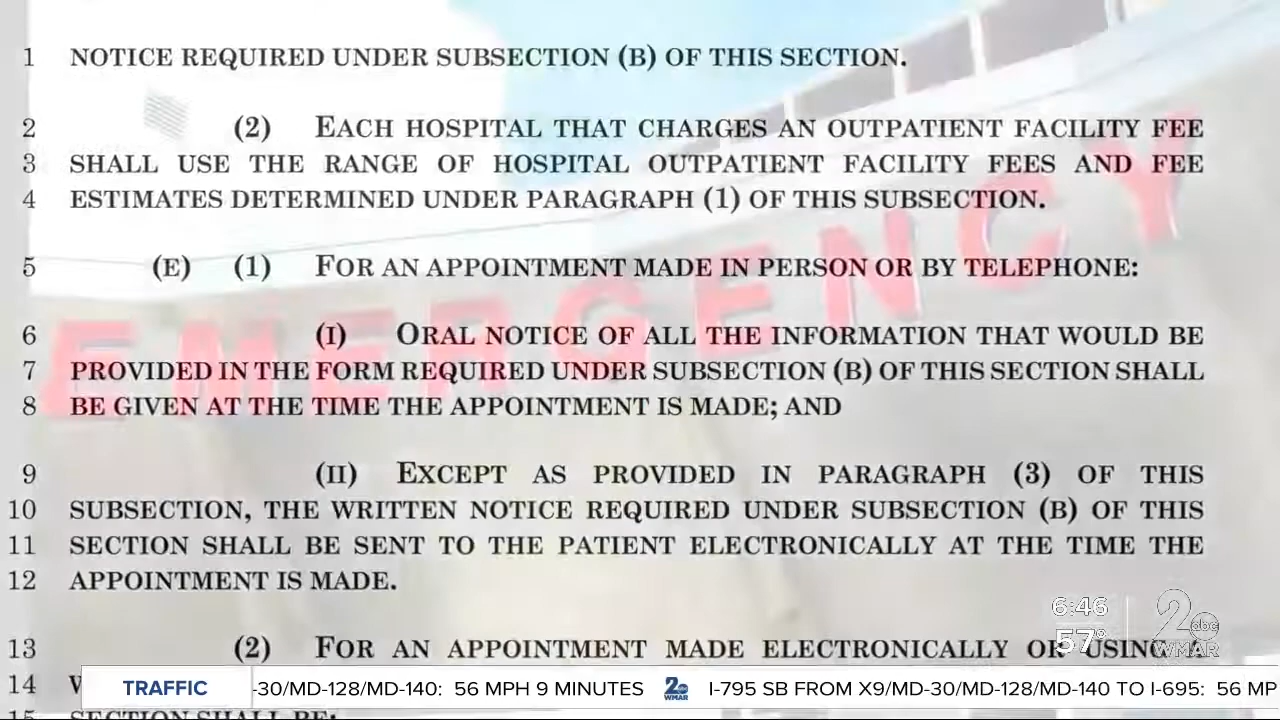 1 NOTICE REQUIRED UNDER SUBSECTION (B) OF THIS SECTION.
2 (2) EACH HOSPITAL THAT CHARGES AN OUTPATIENT FACILITY FEE
3 SHALL USE THE RANGE OF HOSPITAL OUTPATIENT FACILITY FEES AND FEE
4 ESTIMATES DETERMINED UNDER PARAGRAPH (1) OF THIS SUBSECTION.
5 (E) (1) FOR AN APPOINTMENT MADE IN PERSON OR BY TELEPHONE:
EMERGENCY
6 (I) ORAL NOTICE OF ALL THE INFORMATION THAT WOULD BE
7 PROVIDED IN THE FORM REQUIRED UNDER SUBSECTION (B) OF THIS SECTION SHALL
8 BE GIVEN AT THE TIME THE APPOINTMENT IS MADE; AND
9 (II) EXCEPT AS PROVIDED IN PARAGRAPH (3) OF THIS
10 SUBSECTION, THE WRITTEN NOTICE REQUIRED UNDER SUBSECTION (B) OF THIS
11 SECTION SHALL BE SENT TO THE PATIENT ELECTRONICALLY AT THE TIME THE
12 APPOINTMENT IS MADE.
6:46
57°
2 abc
WMAR
13 (2) FOR AN APPOINTMENT MADE ELECTRONICALLY OR USING A
14 W
TRAFFIC -30/MD-128/MD-140: 56 MPH 9 MINUTES 2 WMAR I-795 SB FROM X9/MD-30/MD-128/MD-140 TO I-695: 56 MP
15 SECTION SHALL BE: